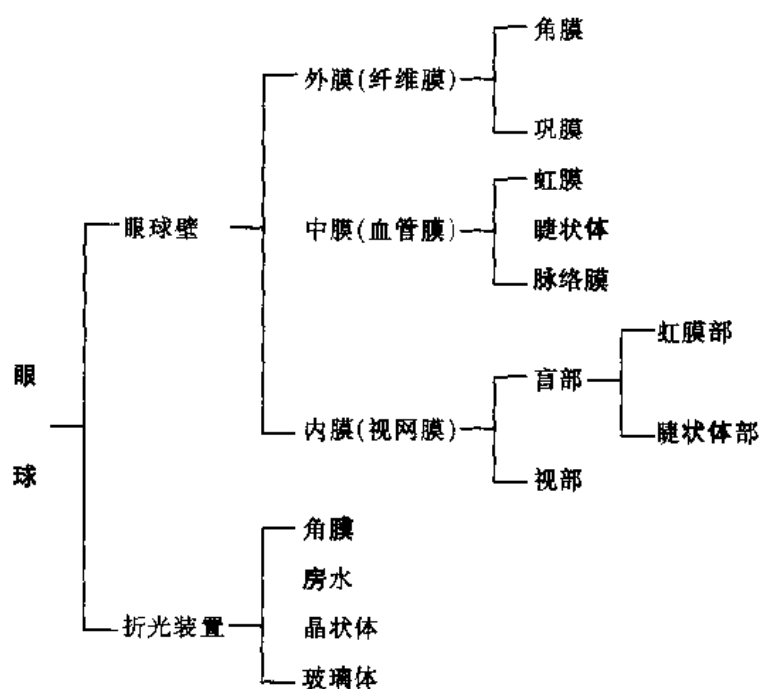 角膜
外膜(纤维膜)
巩膜
虹膜
眼球壁
中膜(血管膜)
睫状体
脉络膜
虹膜部
眼球
盲部
内膜(视网膜)
睫状体部
视部
角膜
房水
折光装置
晶状体
玻璃体